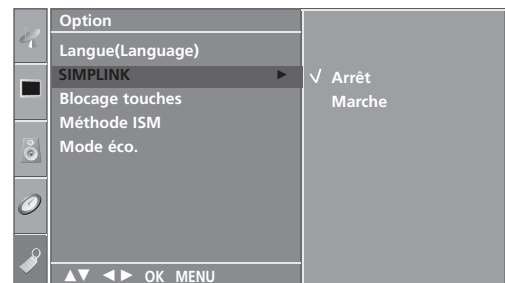 Option
Langue(Language)
SIMPLINK ►
√ Arrêt
Blocage touches
Marche
Méthode ISM
Mode éco.
▲▼ ◄► OK MENU